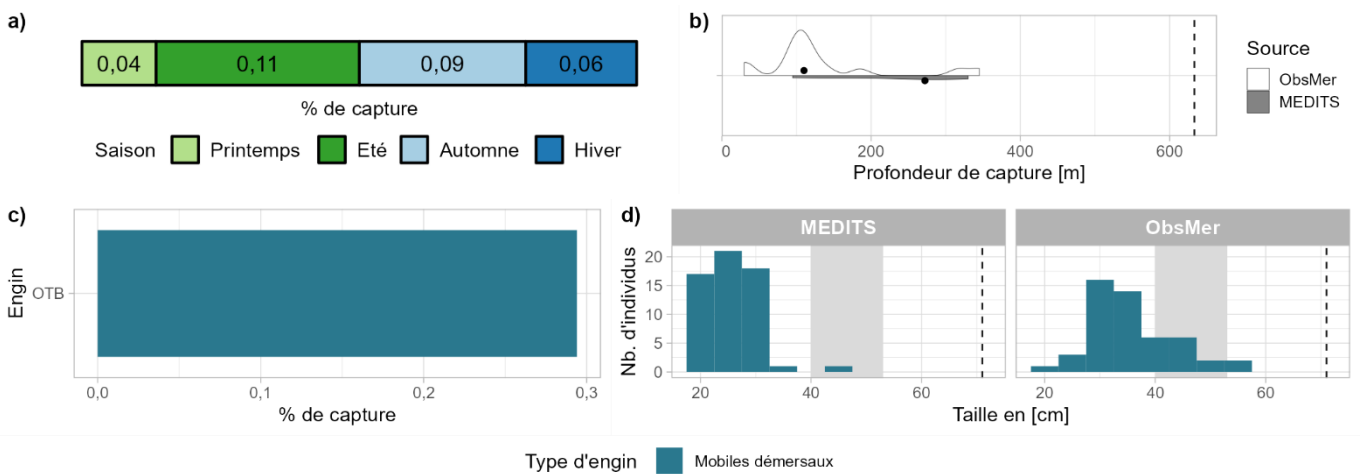 a)
0,04 0,11 0,09 0,06
% de capture
Saison Printemps Eté Automne Hiver
b)
0 200 400 600
Profondeur de capture [m]
Source
ObsMer
MEDITS
c)
Engin
OTB
0,0 0,1 0,2 0,3
% de capture
d)
MEDITS ObsMer
Nb. d'individus
20
15
10
5
0
20 40 60 20 40 60
Taille en [cm]
Type d'engin Mobiles démersaux